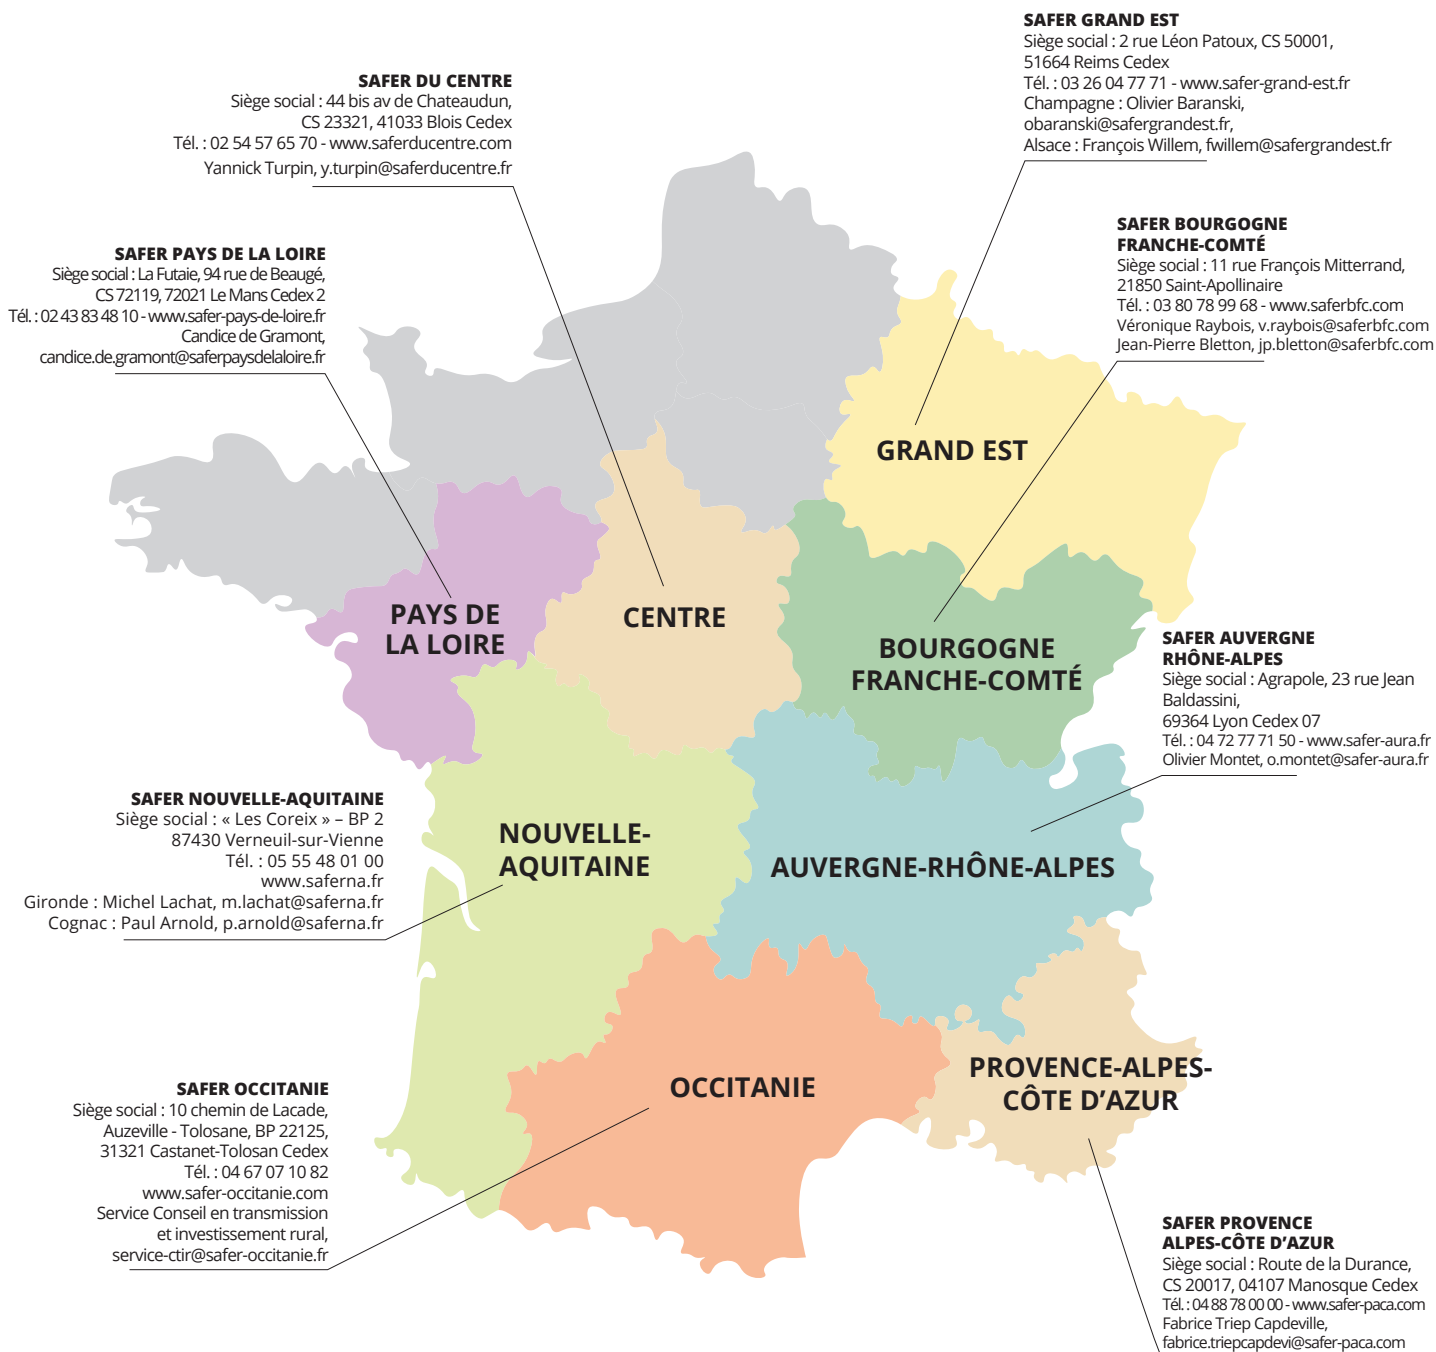 SAFER GRAND EST
Siège social : 2 rue Léon Patoux, CS 50001,
51664 Reims Cedex
Tél. : 03 26 04 77 71 - www.safer-grand-est.fr
Champagne : Olivier Baranski,
obaranski@safergrandest.fr,
Alsace : François Willem, fwillem@safergrandest.fr
SAFER DU CENTRE
Siège social : 44 bis av de Chateaudun,
CS 23321, 41033 Blois Cedex
Tél. : 02 54 57 65 70 - www.saferducentre.com
Yannick Turpin, y.turpin@saferducentre.fr
SAFER BOURGOGNE
FRANCHE-COMTÉ
Siège social : 11 rue François Mitterrand,
21850 Saint-Apollinaire
Tél. : 03 80 78 99 68 - www.saferbfc.com
Véronique Raybois, v.raybois@saferbfc.com
Jean-Pierre Bletton, jp.bletton@saferbfc.com
SAFER PAYS DE LA LOIRE
Siège social : La Futaie, 94 rue de Beaugé,
CS 72119, 72021 Le Mans Cedex 2
Tél. : 02 43 83 48 10 - www.safer-pays-de-loire.fr
Candice de Gramont,
candice.de.gramont@saferpaysdelaloire.fr
GRAND EST
PAYS DE
LA LOIRE
CENTRE
BOURGOGNE
FRANCHE-COMTÉ
SAFER AUVERGNE
RHÔNE-ALPES
Siège social : Agrapole, 23 rue Jean
Baldassini,
69364 Lyon Cedex 07
Tél. : 04 72 77 71 50 - www.safer-aura.fr
Olivier Montet, o.montet@safer-aura.fr
SAFER NOUVELLE-AQUITAINE
Siège social : « Les Coreix » – BP 2
87430 Verneuil-sur-Vienne
Tél. : 05 55 48 01 00
www.saferna.fr
Gironde : Michel Lachat, m.lachat@saferna.fr
Cognac : Paul Arnold, p.arnold@saferna.fr
NOUVELLE-
AQUITAINE
AUVERGNE-RHÔNE-ALPES
OCCITANIE
PROVENCE-ALPES-
CÔTE D’AZUR
SAFER OCCITANIE
Siège social : 10 chemin de Lacade,
Auzeville - Tolosane, BP 22125,
31321 Castanet-Tolosan Cedex
Tél. : 04 67 07 10 82
www.safer-occitanie.com
Service Conseil en transmission
et investissement rural,
service-ctir@safer-occitanie.fr
SAFER PROVENCE
ALPES-CÔTE D’AZUR
Siège social : Route de la Durance,
CS 20017, 04107 Manosque Cedex
Tél. : 04 88 78 00 00 - www.safer-paca.com
Fabrice Triep Capdeville,
fabrice.triepcapdevi@safer-paca.com